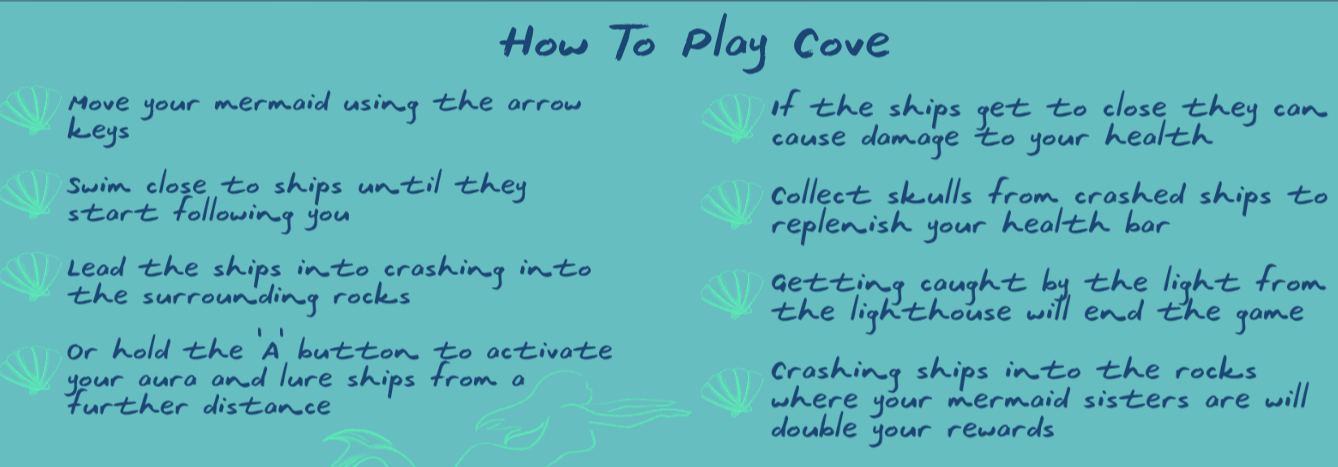 How To Play Cove
Move your mermaid using the arrow
keys
Swim close to ships until they
start following you
Lead the ships into crashing into
the surrounding rocks
Or hold the 'A' button to activate
your aura and lure ships from a
further distance
If the ships get to close they can
cause damage to your health
Collect skulls from crashed ships to
replenish your health bar
Getting caught by the light from
the lighthouse will end the game
Crashing ships into the rocks
where your mermaid sisters are will
double your rewards